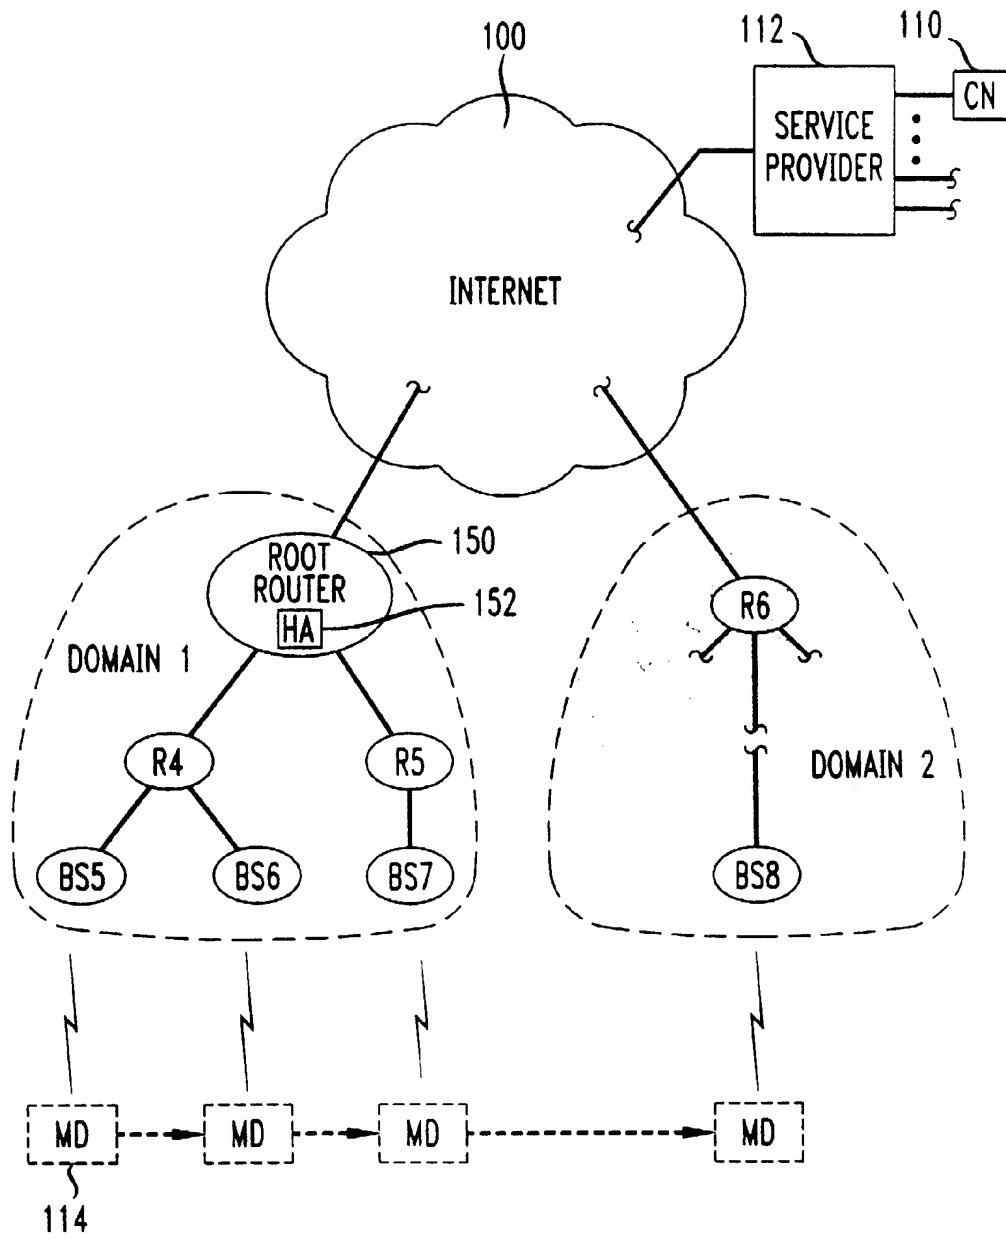 100
112
110
CN
SERVICE
PROVIDER
INTERNET
ROOT
ROUTER
HA
150
152
DOMAIN 1
R4
R5
BS5
BS6
BS7
R6
DOMAIN 2
BS8
MD
MD
MD
MD
114